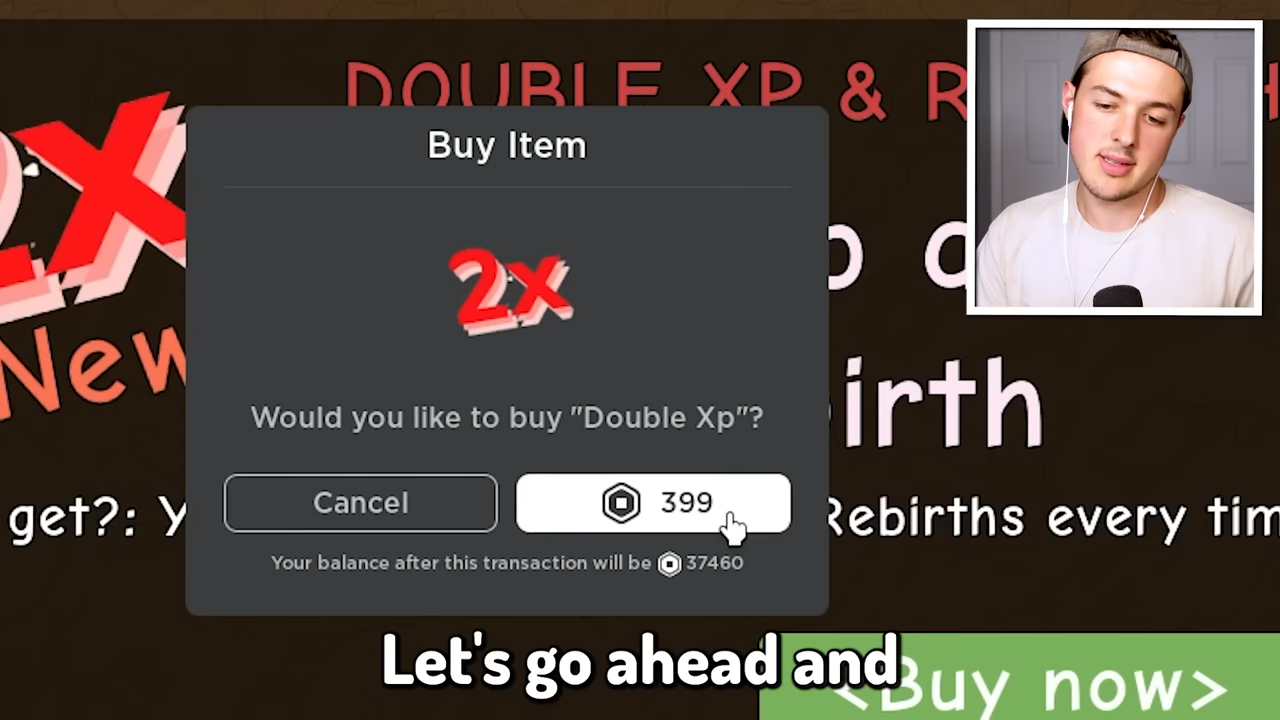 DOUBLE XP & R
Buy Item
2x
2x
New
irth
Would you like to buy "Double Xp"?
get?: Y
Rebirths every tim
Cancel
399
Your balance after this transaction will be 37460
Let's go ahead and
<Buy now>